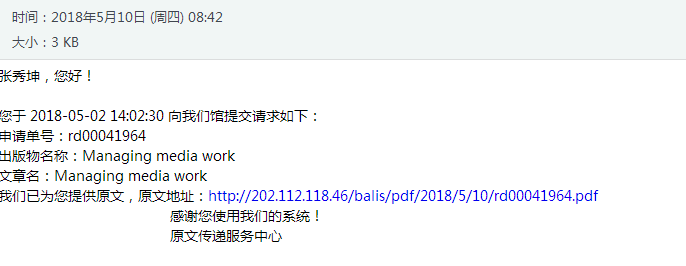 时间：2018年5月10日 (周四) 08:42
大小：3 KB
张秀坤，您好！
您于 2018-05-02 14:02:30 向我们馆提交请求如下：
申请单号：rd00041964
出版物名称：Managing media work
文章名：Managing media work
我们已为您提供原文，原文地址：http://202.112.118.46/balis/pdf/2018/5/10/rd00041964.pdf
感谢您使用我们的系统！
原文传递服务中心